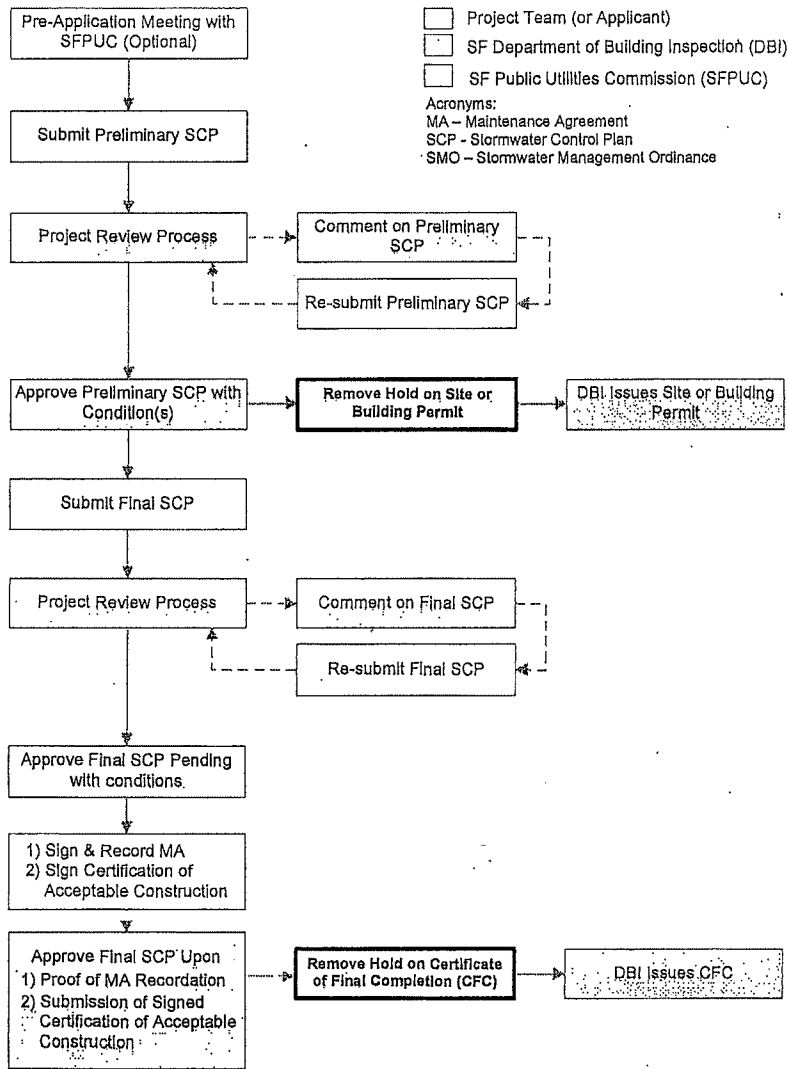 Pre-Application Meeting with
SFPUC (Optional)
Project Team (or Applicant)
SF Department of Building Inspection (DBI)
SF Public Utilities Commission (SFPUC)
Acronyms:
MA – Maintenance Agreement
SCP - Stormwater Control Plan
SMO – Stormwater Management Ordinance
Submit Preliminary SCP
Project Review Process
Comment on Preliminary
SCP
Re-submit Preliminary SCP
Approve Preliminary SCP with
Condition(s)
Remove Hold on Site or
Building Permit
DBI Issues Site or Building
Permit
Submit Final SCP
Project Review Process
Comment on Final SCP
Re-submit Final SCP
Approve Final SCP Pending
with conditions.
1) Sign & Record MA
2) Sign Certification of
Acceptable Construction
Approve Final SCP Upon
1) Proof of MA Recordation
2) Submission of Signed
Certification of Acceptable
Construction
Remove Hold on Certificate
of Final Completion (CFC)
DBI Issues CFC